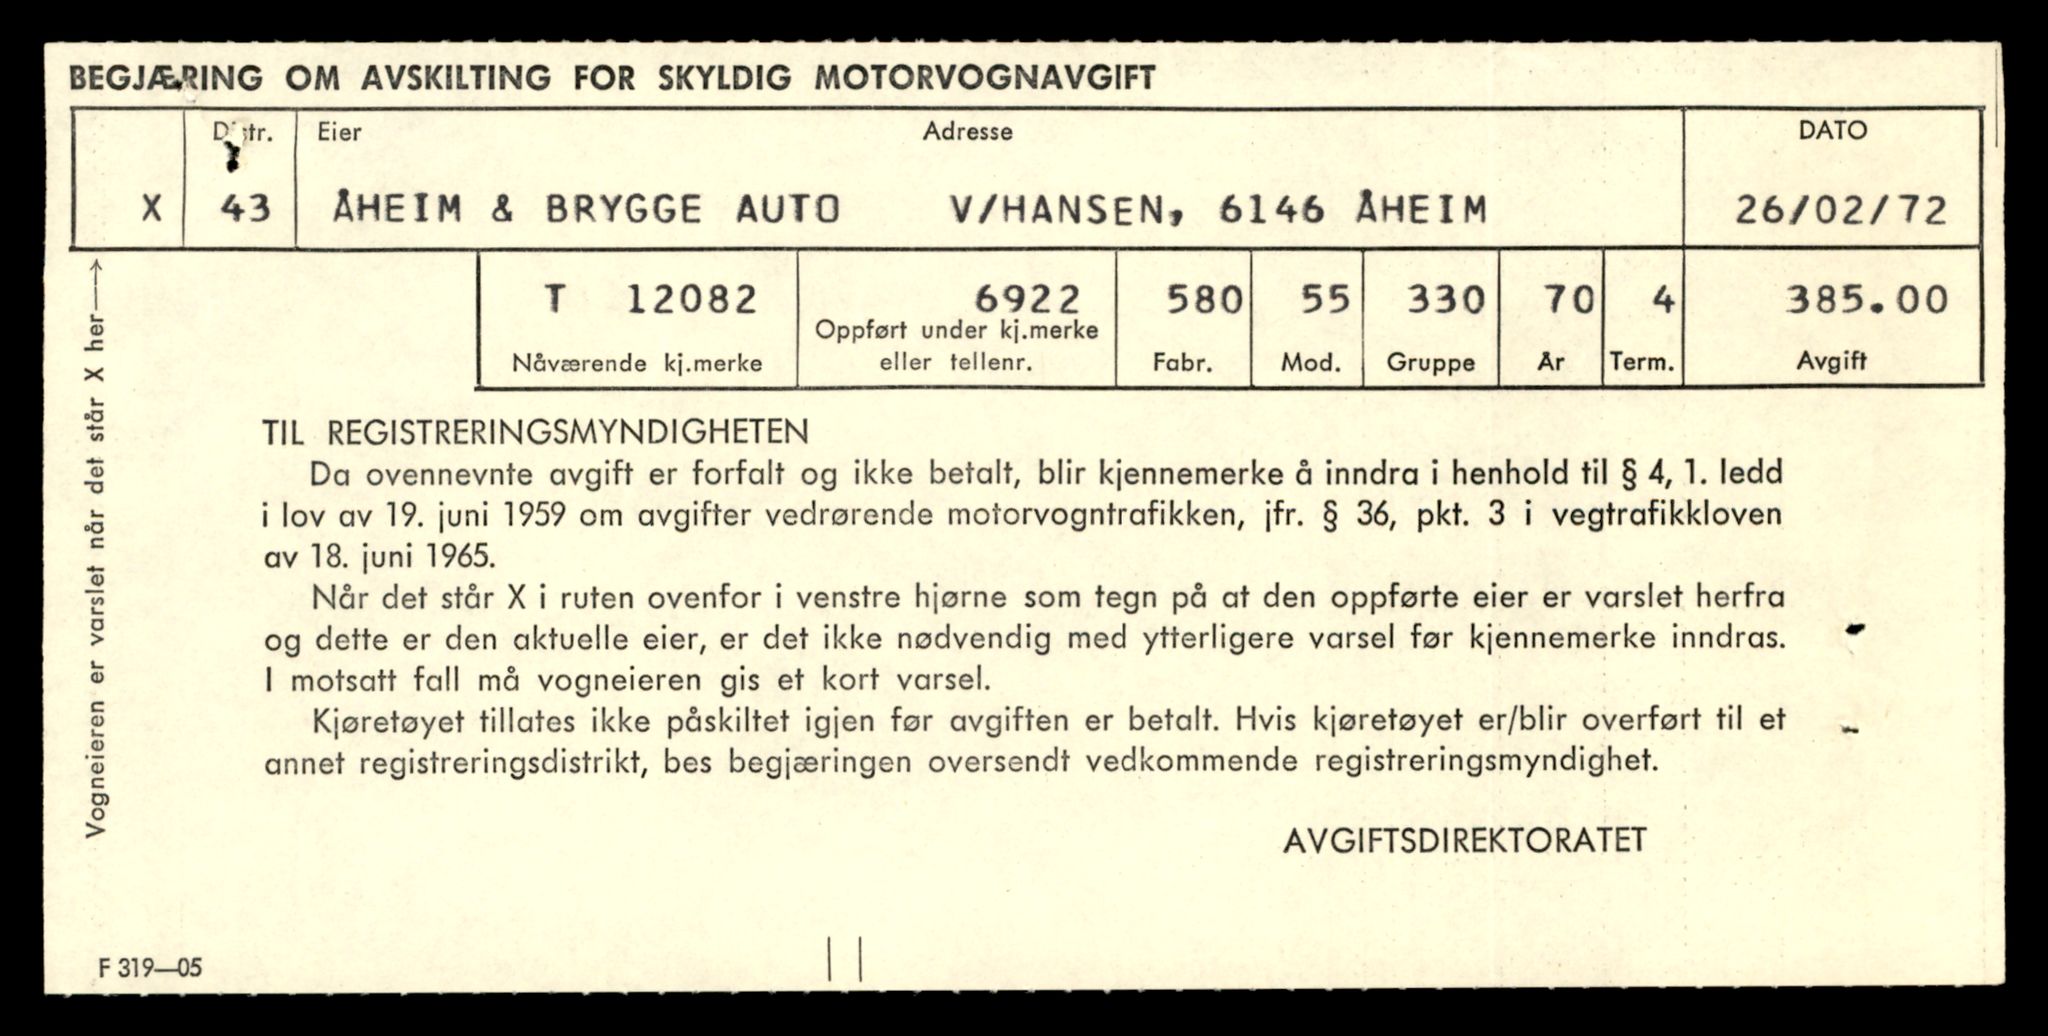 BEGJÆRING OM AVSKILTING FOR SKYLDIG MOTORVOGNAVGIFT
Distr. Eier Adresse DATO
X 43 ÅHEIM & BRYGGE AUTO V/HANSEN, 6146 ÅHEIM 26/02/72
T 12082 6922 580 55 330 70 4 385.00
Oppført under kj.merke
Nåværende kj.merke eller tellenr. Fabr. Mod. Gruppe År Term. Avgift
Vogneieren er varslet når det står X her→
TIL REGISTRERINGSMYNDIGHETEN
Da ovennevnte avgift er forfalt og ikke betalt, blir kjennemerke å inndra i henhold til § 4, 1. ledd
i lov av 19. juni 1959 om avgifter vedrørende motorvogntrafikken, jfr. § 36, pkt. 3 i vegtrafikkloven
av 18. juni 1965.
Når det står X i ruten ovenfor i venstre hjørne som tegn på at den oppførte eier er varslet herfra
og dette er den aktuelle eier, er det ikke nødvendig med ytterligere varsel før kjennemerke inndras.
I motsatt fall må vogneieren gis et kort varsel.
Kjøretøyet tillates ikke påskiltet igjen før avgiften er betalt. Hvis kjøretøyet er/blir overført til et
annet registreringsdistrikt, bes begjæringen oversendt vedkommende registreringsmyndighet.
AVGIFTSDIREKTORATET
F 319—05